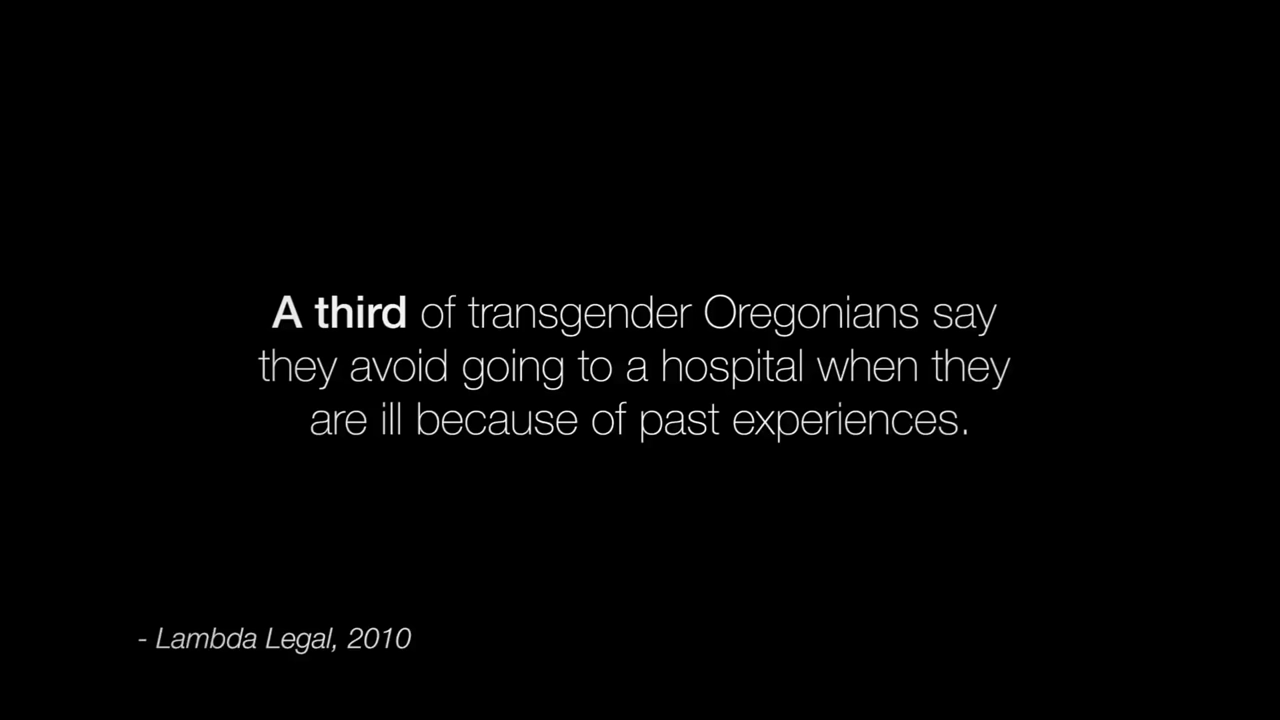 A third of transgender Oregonians say
they avoid going to a hospital when they
are ill because of past experiences.
- Lambda Legal, 2010